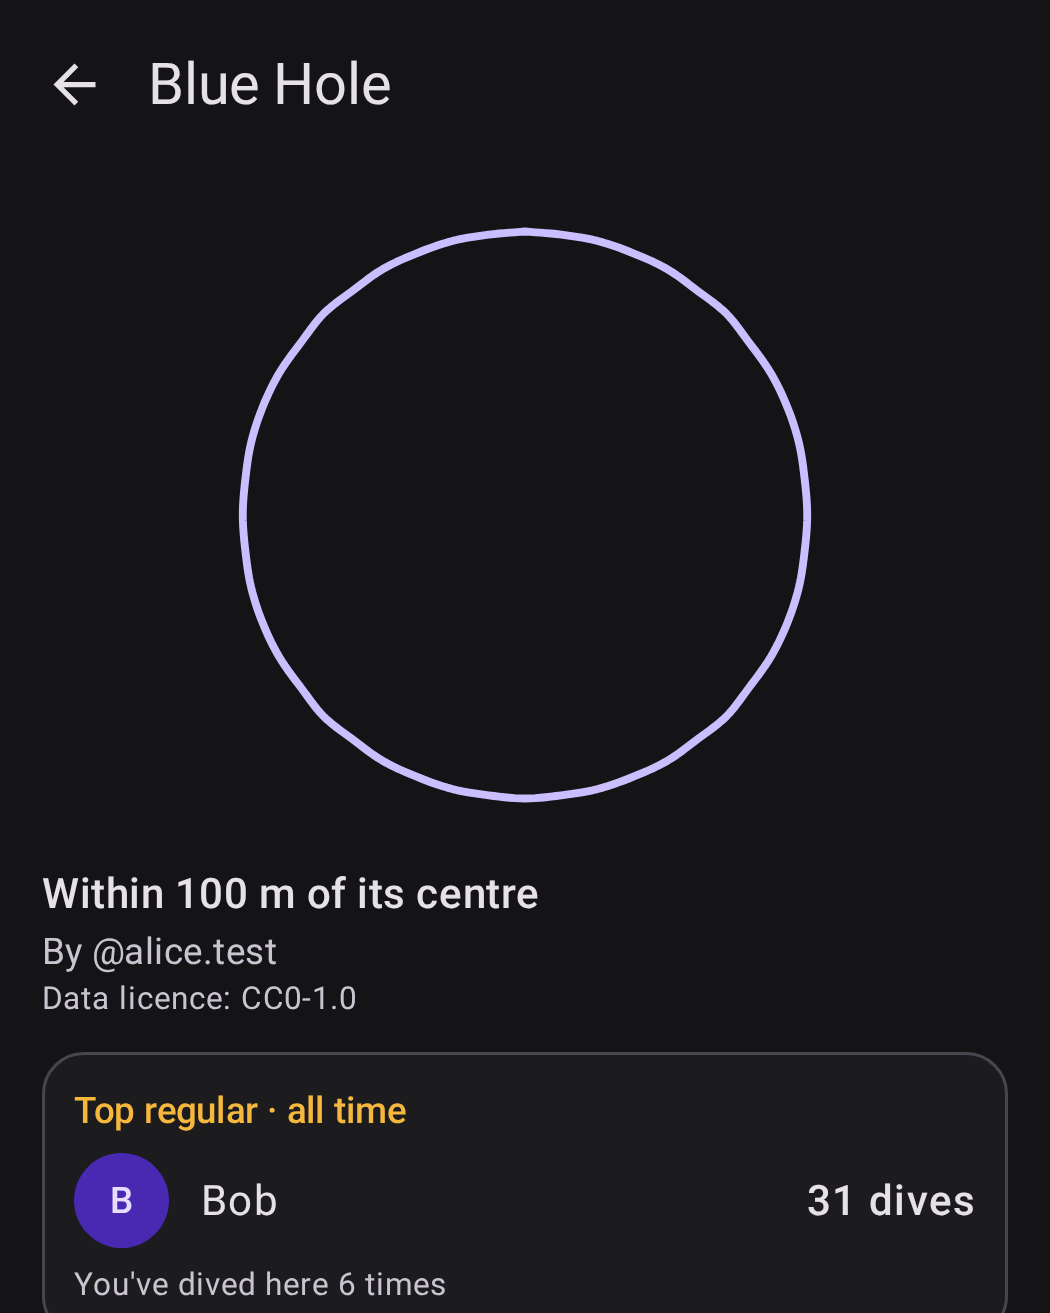 Blue Hole
Within 100 m of its centre
By @alice.test
Data licence: CC0-1.0
Top regular · all time
B
Bob
31 dives
You've dived here 6 times